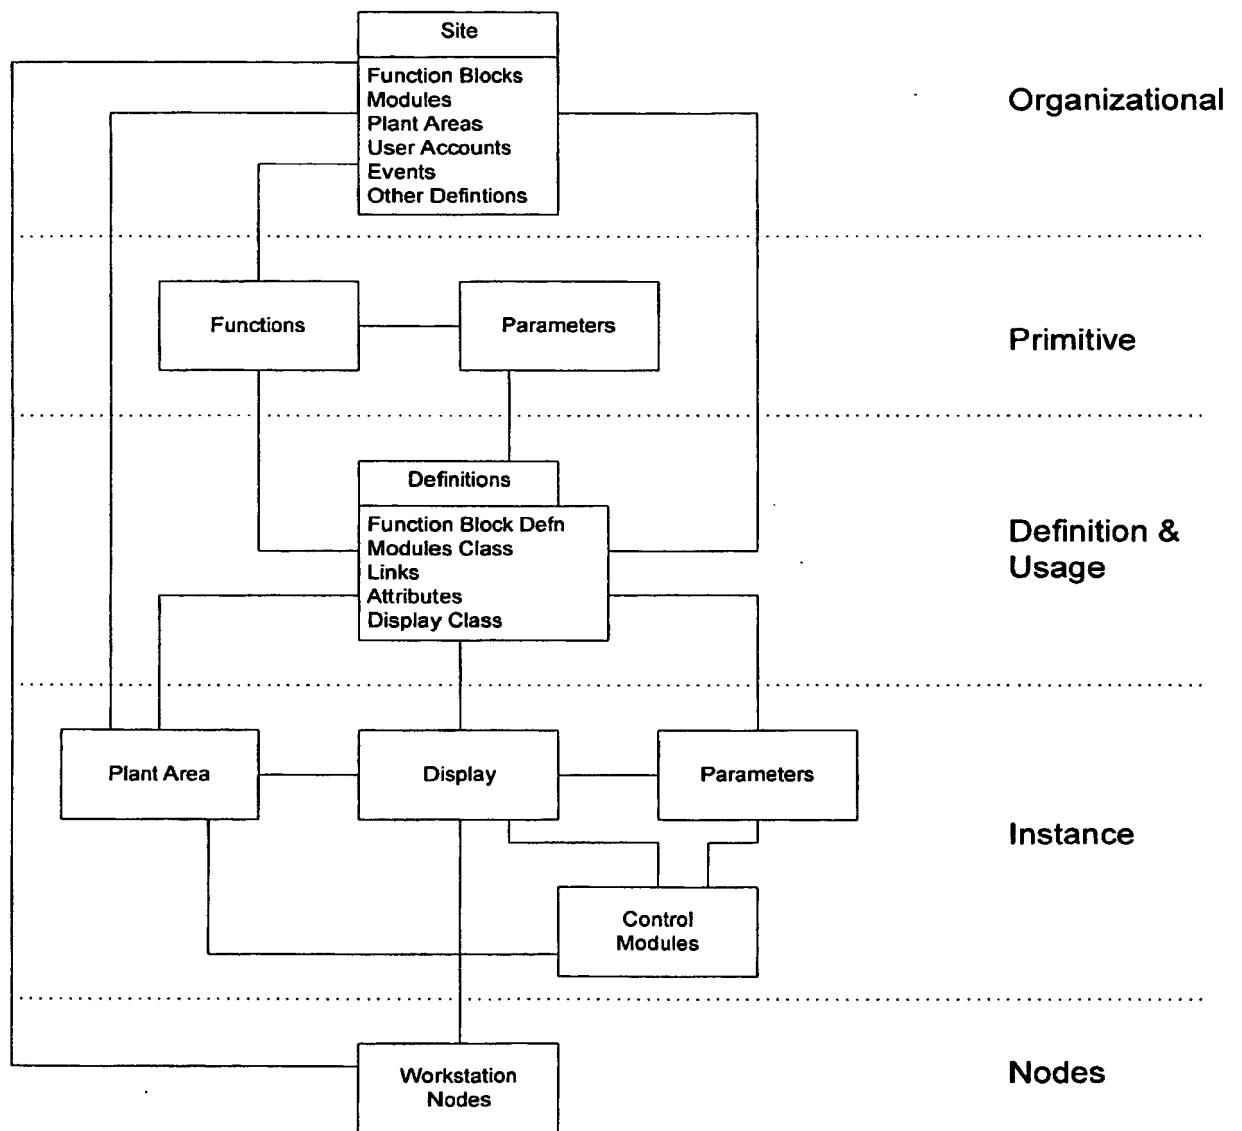 Site
Function Blocks
Modules
Plant Areas
User Accounts
Events
Other Defintions
Organizational
Functions
Parameters
Primitive
Definitions
Function Block Defn
Modules Class
Links
Attributes
Display Class
Definition &
Usage
Plant Area
Display
Parameters
Control
Modules
Instance
Workstation
Nodes
Nodes